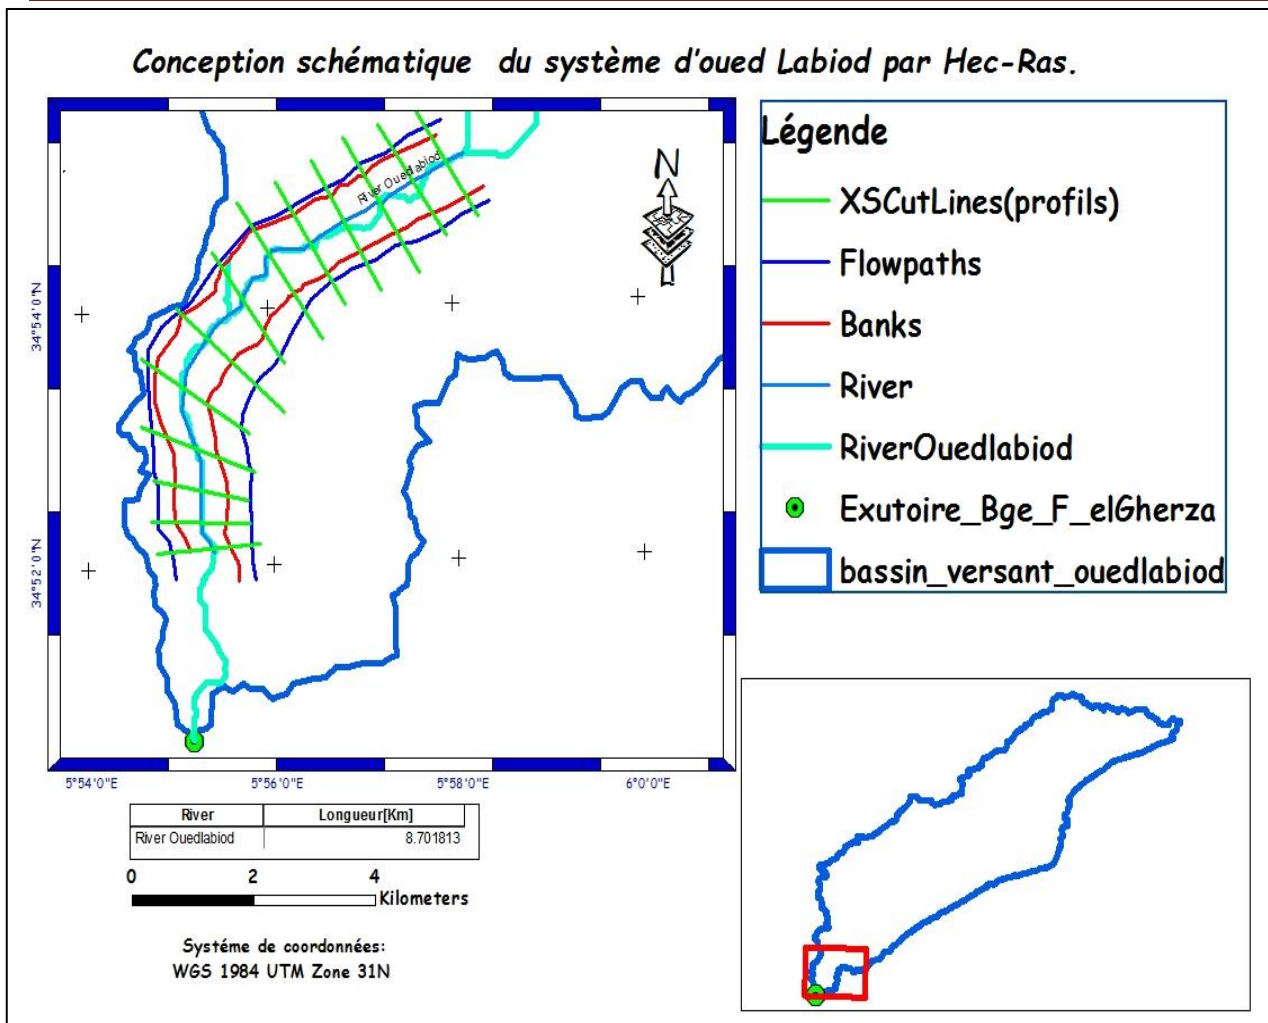 Conception schématique du système d'oued Labiod par Hec-Ras.
River Ouedlabiod
N
34°54'0"N
34°52'0"N
5°54'0"E 5°56'0"E 5°58'0"E 6°0'0"E
Légende
XSCutLines(profils)
Flowpaths
Banks
River
RiverOuedlabiod
Exutoire_Bge_F_elGherza
bassin_versant_ouedlabiod
River Longueur[Km]
River Ouedlabiod 8.701813
0 2 4
Kilometers
Systéme de coordonnées:
WGS 1984 UTM Zone 31N